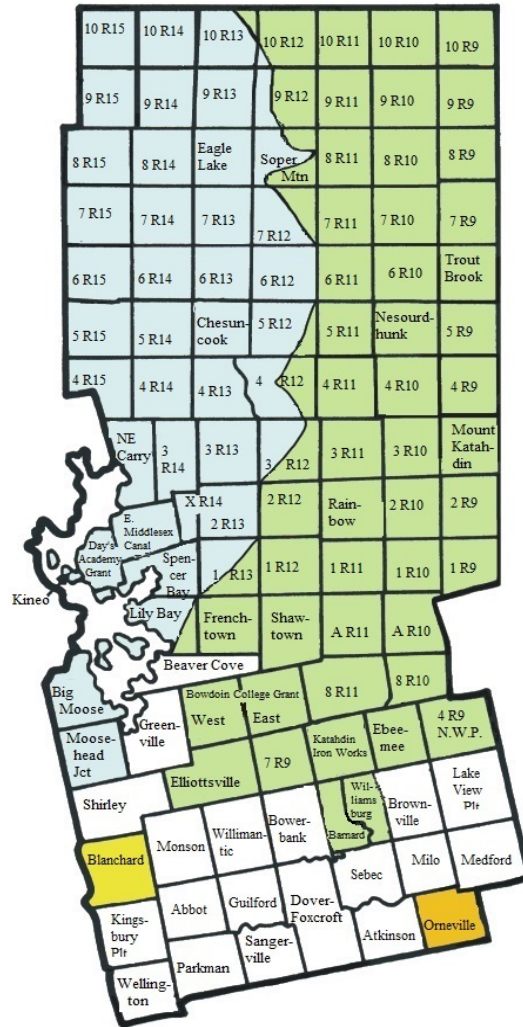 10 R15
10 R14
10 R13
10 R12
10 R11
10 R10
10 R9
9 R15
9 R14
9 R13
9 R12
9 R11
9 R10
9 R9
8 R15
8 R14
Eagle
Lake
Soper
Mtn
8 R11
8 R10
8 R9
7 R15
7 R14
7 R13
7 R12
7 R11
7 R10
7 R9
6 R15
6 R14
6 R13
6 R12
6 R11
6 R10
Trout
Brook
5 R15
5 R14
Chesun-
cook
5 R12
5 R11
Nesourd-
hunk
5 R9
4 R15
4 R14
4 R13
4 R12
4 R11
4 R10
4 R9
NE
Carry
3
R14
3 R13
3 R12
3 R11
3 R10
Mount
Katah-
din
X R14
2 R13
2 R12
Rain-
bow
2 R10
2 R9
E.
Middlesex
Canal
Day's
Academy
Grant
Spen-
cer
Bay
1 R13
1 R12
1 R11
1 R10
1 R9
Kineo
Lily Bay
French-
town
Shaw-
town
A R11
A R10
Beaver Cove
Big
Moose
Green-
ville
Bowdoin College Grant
West
East
8 R11
8 R10
Moose-
head
Jct
Elliottsville
7 R9
Katahdin
Iron Works
Ebee-
mee
4 R9
N.W.P.
Shirley
Monson
Williman-
tic
Bower-
bank
Barnard
Wil-
liams
burg
Brown-
ville
Lake
View
Plt
Blanchard
Abbot
Guilford
Dover-
Foxcroft
Sebec
Milo
Medford
Kings-
bury
Plt
Parkman
Sanger-
ville
Atkinson
Orneville
Welling-
ton